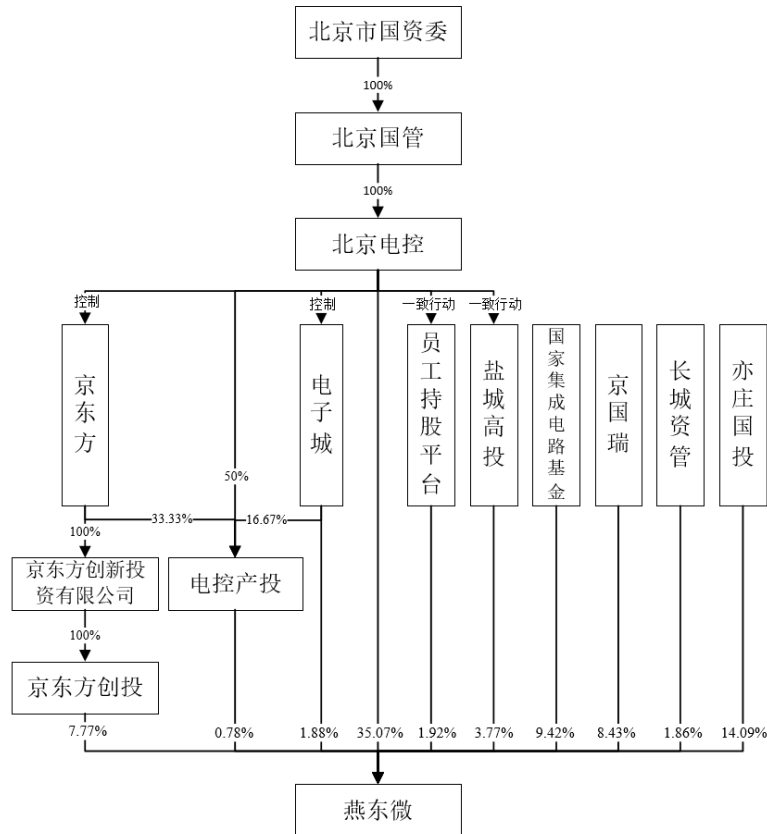 北京市国资委
100%
北京国管
100%
北京电控
控制
控制
一致行动
一致行动
京东方
电子城
员工持股平台
盐城高投
国家集成电路基金
京国瑞
长城资管
亦庄国投
50%
33.33%
16.67%
100%
京东方创新投
资有限公司
电控产投
100%
京东方创投
7.77%
0.78%
1.88%
35.07%
1.92%
3.77%
9.42%
8.43%
1.86%
14.09%
燕东微